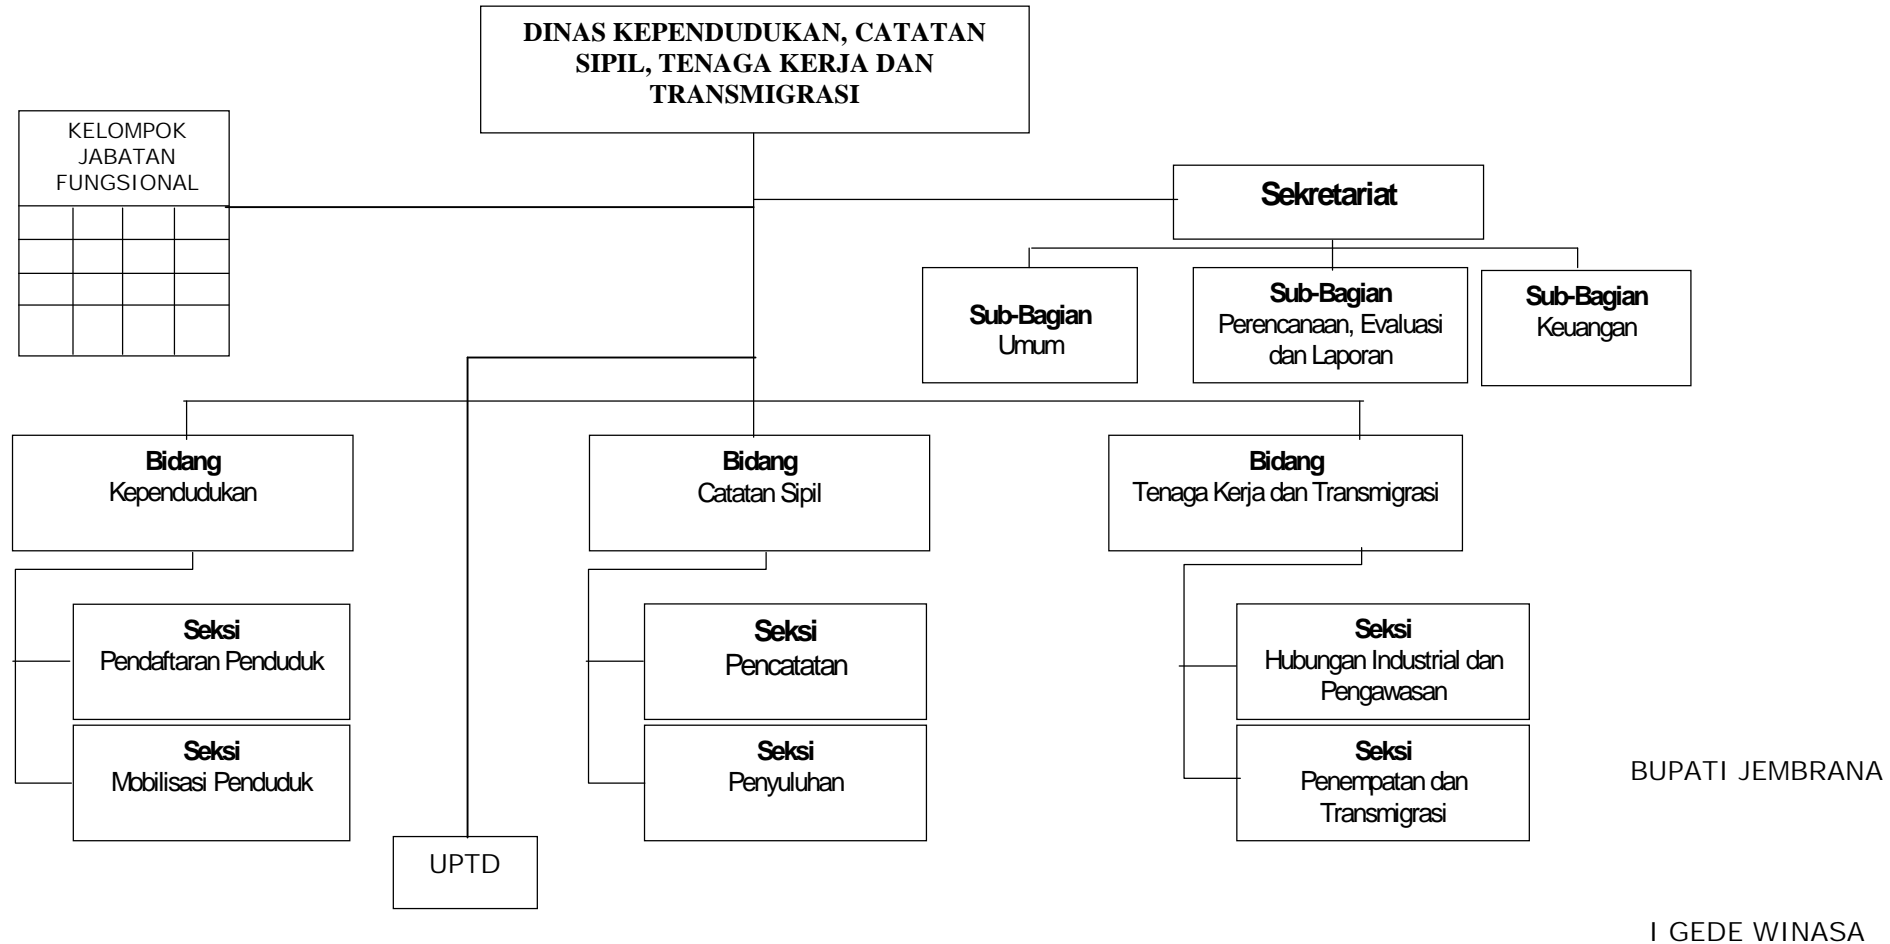 DINAS KEPENDUDUKAN, CATATAN
SIPIL, TENAGA KERJA DAN
TRANSMIGRASI
KELOMPOK
JABATAN
FUNGSIONAL
Sekretariat
Sub-Bagian
Umum
Sub-Bagian
Perencanaan, Evaluasi
dan Laporan
Sub-Bagian
Keuangan
Bidang
Kependudukan
Bidang
Catatan Sipil
Bidang
Tenaga Kerja dan Transmigrasi
Seksi
Pendaftaran Penduduk
Seksi
Pencatatan
Seksi
Hubungan Industrial dan
Pengawasan
Seksi
Mobilisasi Penduduk
Seksi
Penyuluhan
Seksi
Penempatan dan
Transmigrasi
BUPATI JEMBRANA
UPTD
I GEDE WINASA